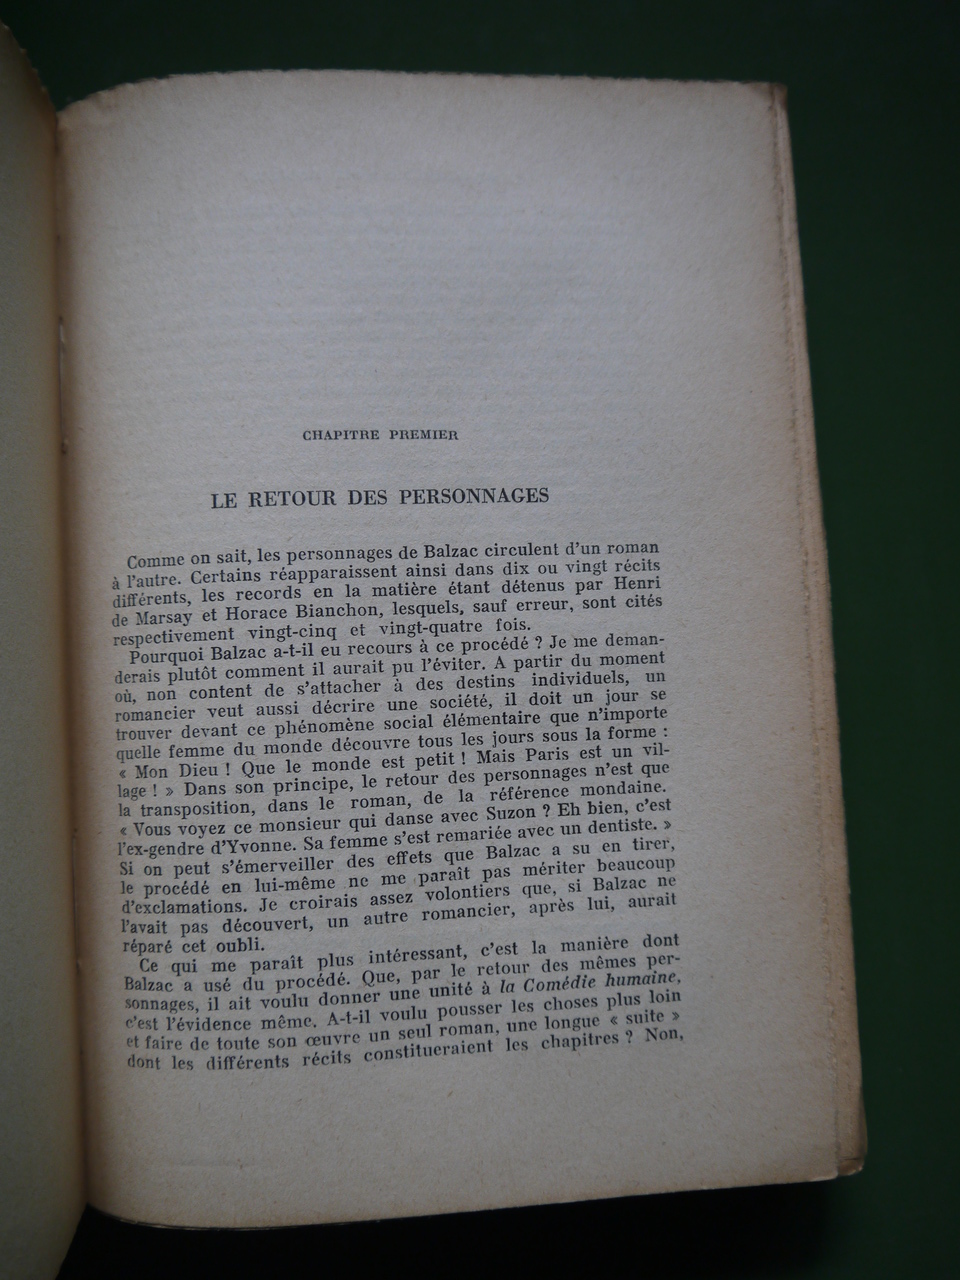 CHAPITRE PREMIER
LE RETOUR DES PERSONNAGES
Comme on sait, les personnages de Balzac circulent d'un roman
à l'autre. Certains réapparaissent ainsi dans dix ou vingt récits
différents, les records en la matière étant détenus par Henri
de Marsay et Horace Bianchon, lesquels, sauf erreur, sont cités
respectivement vingt-cinq et vingt-quatre fois.
Pourquoi Balzac a-t-il eu recours à ce procédé ? Je me deman-
derais plutôt comment il aurait pu l'éviter. A partir du moment
où, non content de s'attacher à des destins individuels, un
romancier veut aussi décrire une société, il doit un jour se
trouver devant ce phénomène social élémentaire que n'importe
quelle femme du monde découvre tous les jours sous la forme :
« Mon Dieu ! Que le monde est petit ! Mais Paris est un vil-
lage ! » Dans son principe, le retour des personnages n'est que
la transposition, dans le roman, de la référence mondaine.
« Vous voyez ce monsieur qui danse avec Suzon ? Eh bien, c'est
l'ex-gendre d'Yvonne. Sa femme s'est remariée avec un dentiste. »
Si on peut s'émerveiller des effets que Balzac a su en tirer,
le procédé en lui-même ne me paraît pas mériter beaucoup
d'exclamations. Je croirais assez volontiers que, si Balzac ne
l'avait pas découvert, un autre romancier, après lui, aurait
réparé cet oubli.
Ce qui me paraît plus intéressant, c'est la manière dont
Balzac a usé du procédé. Que, par le retour des mêmes per-
sonnages, il ait voulu donner une unité à la Comédie humaine,
c'est l'évidence même. A-t-il voulu pousser les choses plus loin
et faire de toute son œuvre un seul roman, une longue « suite »
dont les différents récits constitueraient les chapitres ? Non,